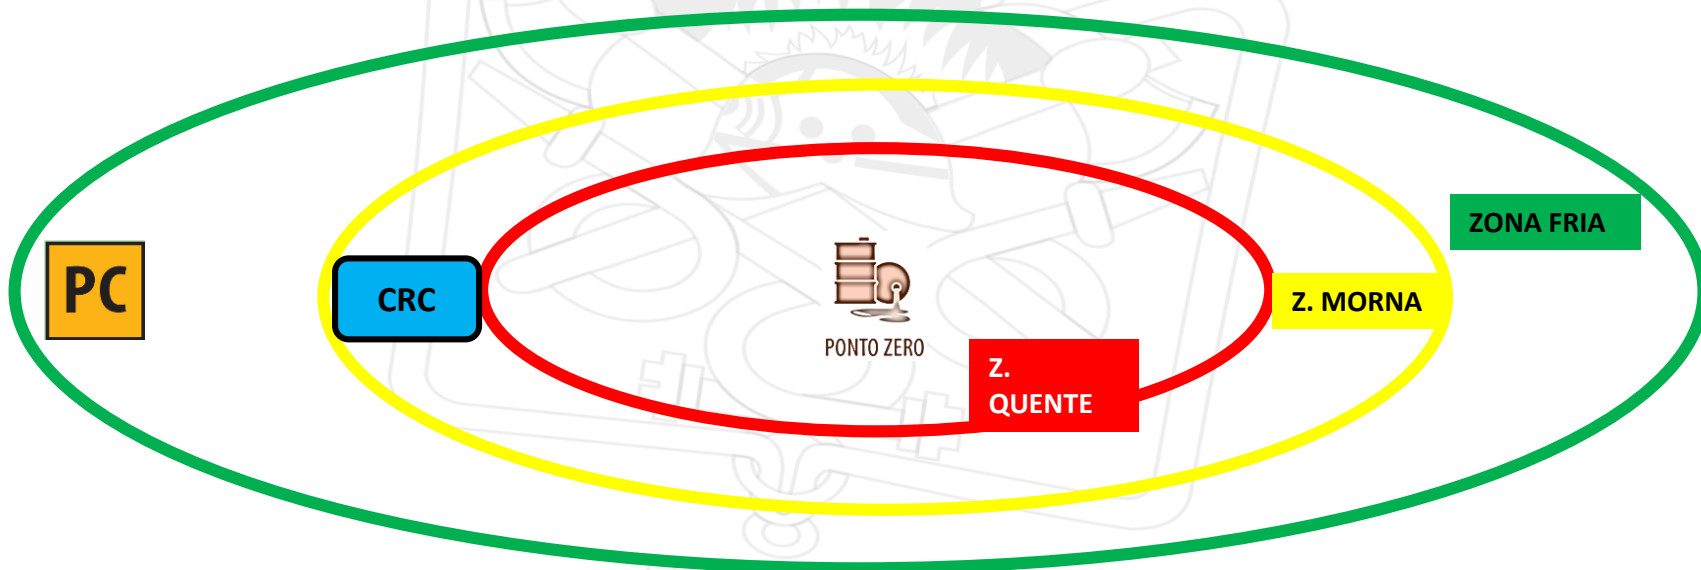 ZONA FRIA
PC
CRC
Z. MORNA
PONTO ZERO
Z.
QUENTE